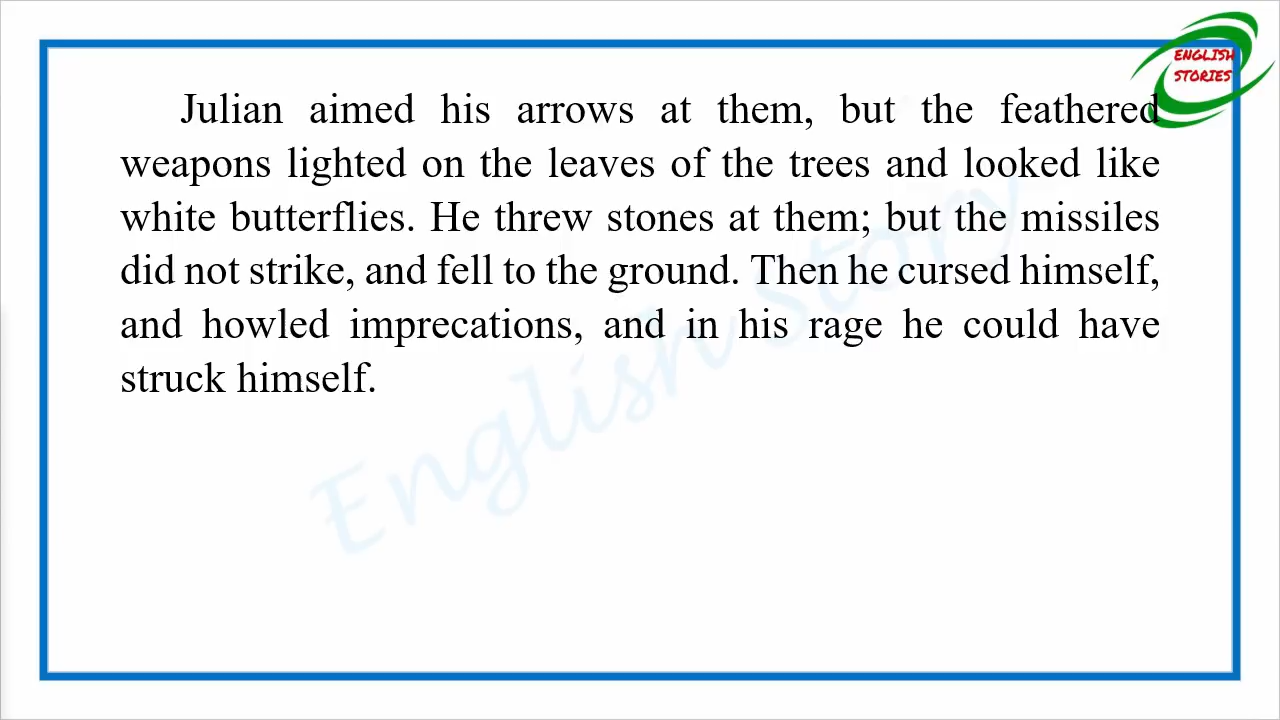 ENGLISH
STORIES
Julian aimed his arrows at them, but the feathered
weapons lighted on the leaves of the trees and looked like
white butterflies. He threw stones at them; but the missiles
did not strike, and fell to the ground. Then he cursed himself,
and howled imprecations, and in his rage he could have
struck himself.
English Story